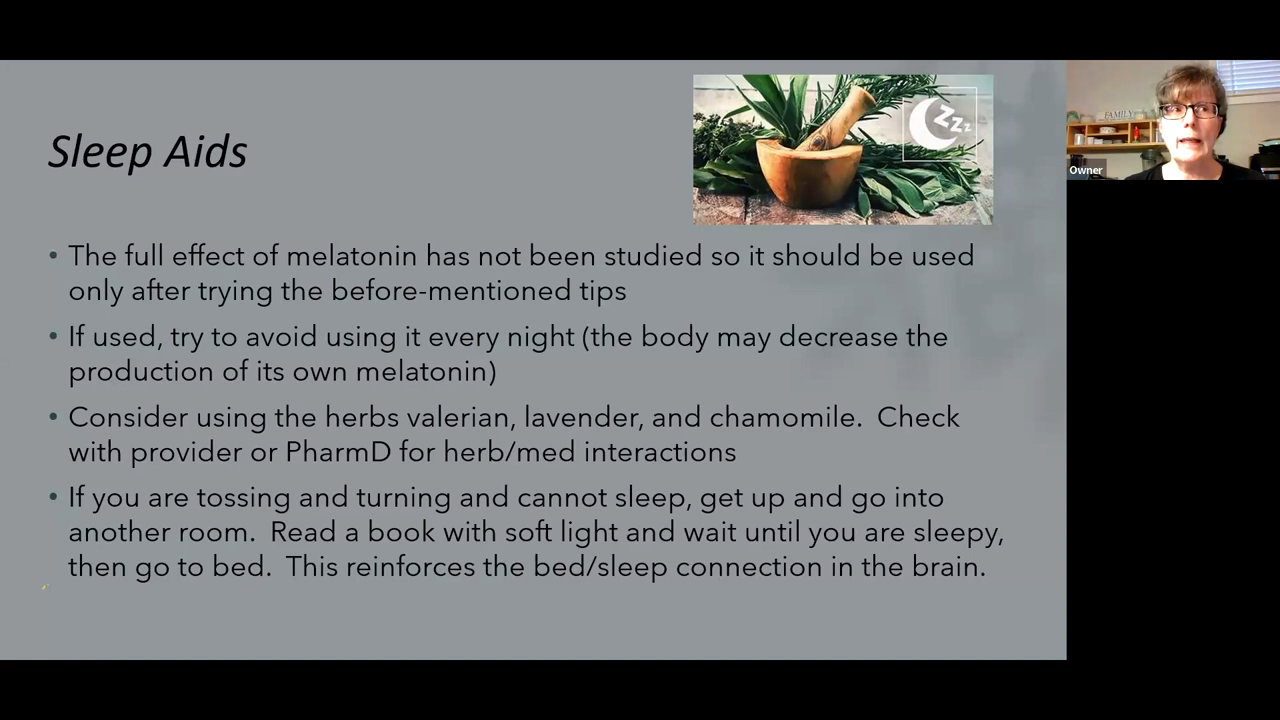 Sleep Aids
zzz
• The full effect of melatonin has not been studied so it should be used
only after trying the before-mentioned tips
• If used, try to avoid using it every night (the body may decrease the
production of its own melatonin)
• Consider using the herbs valerian, lavender, and chamomile.  Check
with provider or PharmD for herb/med interactions
• If you are tossing and turning and cannot sleep, get up and go into
another room.  Read a book with soft light and wait until you are sleepy,
then go to bed.  This reinforces the bed/sleep connection in the brain.
FAMILY
Owner